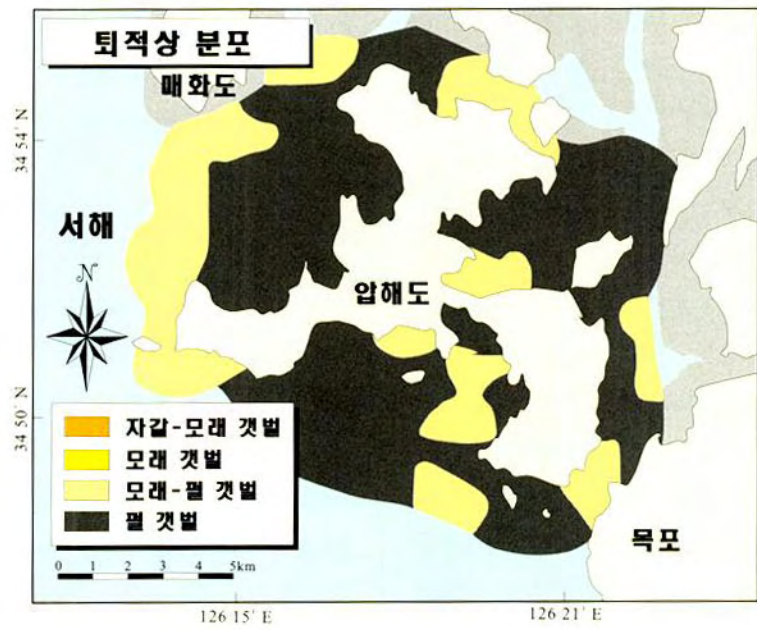 퇴적상 분포
매화도
34 54' N
서해
N
압해도
34 50' N
자갈-모래 갯벌
모래 갯벌
모래-펄 갯벌
펄 갯벌
목포
0 1 2 3 4 5km
126 15' E
126 21' E